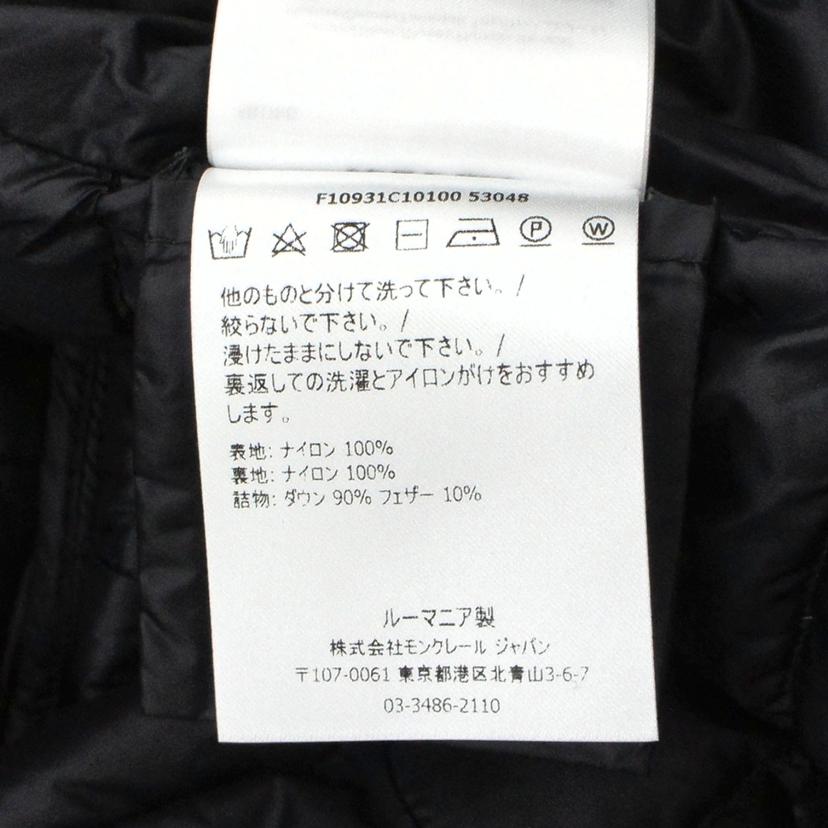 F10931C10100 53048
P W
他のものと分けて洗って下さい。/
絞らないで下さい。/
浸けたままにしないで下さい。/
裏返しての洗濯とアイロンがけをおすすめ
します。
表地: ナイロン 100%
裏地: ナイロン 100%
詰物: ダウン 90% フェザー 10%
ルーマニア製
株式会社モンクレール ジャパン
〒107-0061 東京都港区北青山3-6-7
03-3486-2110